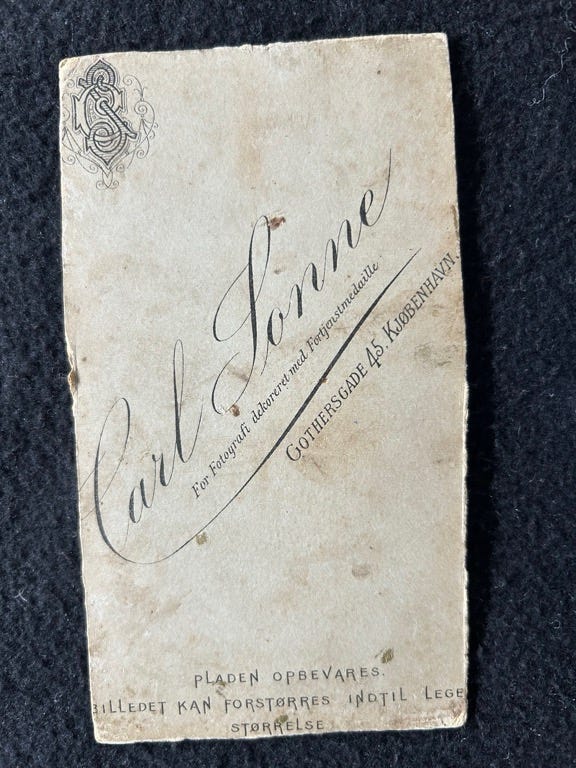 Carl Sonne
For Fotografi dekoreret med Fortjenstmedaille
GOTHERSGADE 45. KJØBENHAVN.
PLADEN OPBEVARES.
BILLEDET KAN FORSTØRRES INDTIL LEGE
STØRRELSE